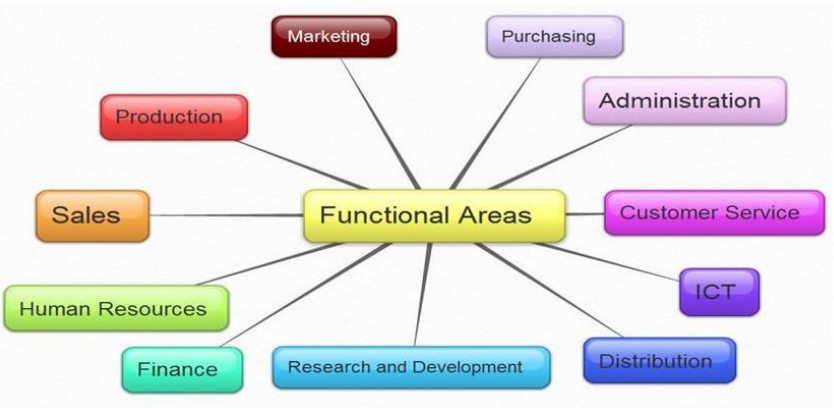 Marketing
Purchasing
Administration
Production
Sales
Functional Areas
Customer Service
ICT
Human Resources
Finance
Research and Development
Distribution